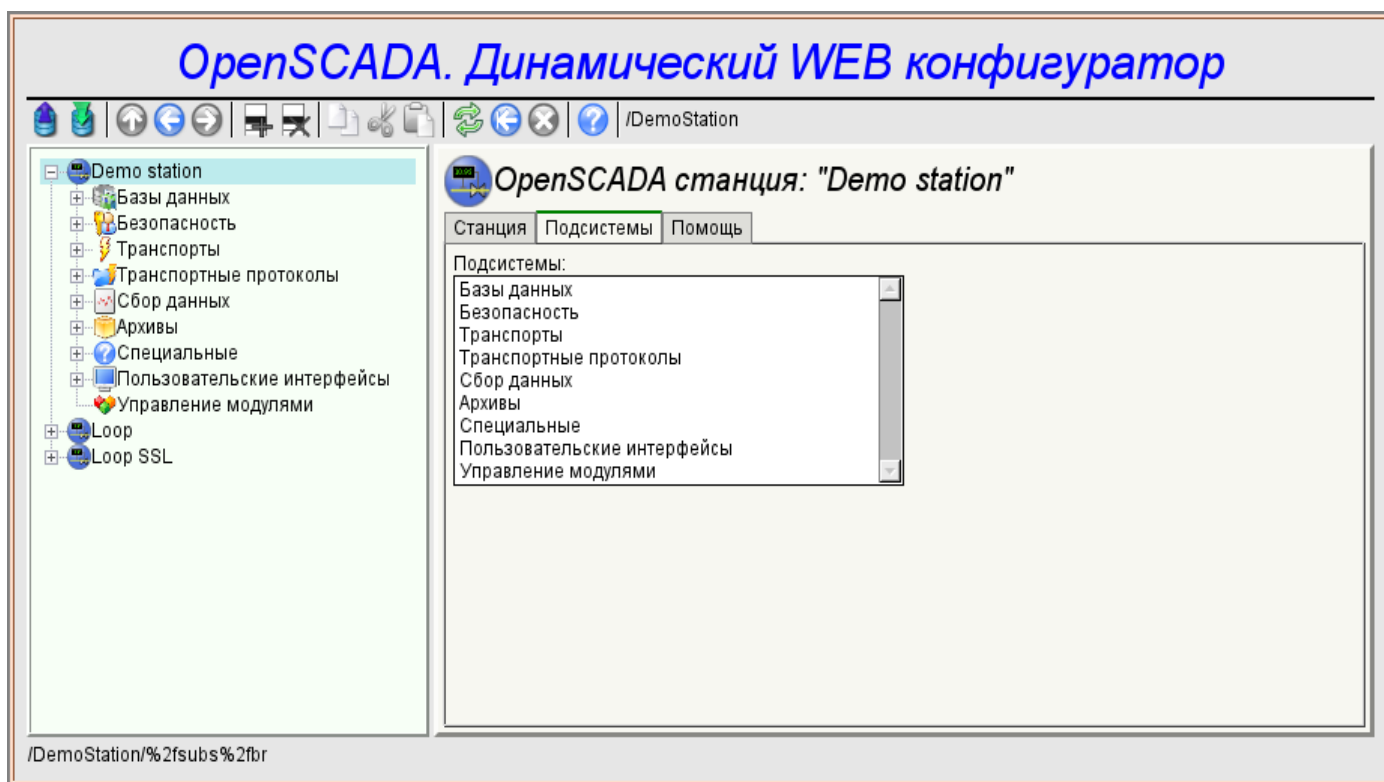 OpenSCADA. Динамический WEB конфигуратор
/DemoStation
Demo station
Базы данных
Безопасность
Транспорты
Транспортные протоколы
Сбор данных
Архивы
Специальные
Пользовательские интерфейсы
Управление модулями
Loop
Loop SSL
OpenSCADA станция: "Demo station"
Станция Подсистемы Помощь
Подсистемы:
Базы данных
Безопасность
Транспорты
Транспортные протоколы
Сбор данных
Архивы
Специальные
Пользовательские интерфейсы
Управление модулями
/DemoStation/%2fsubs%2fbr